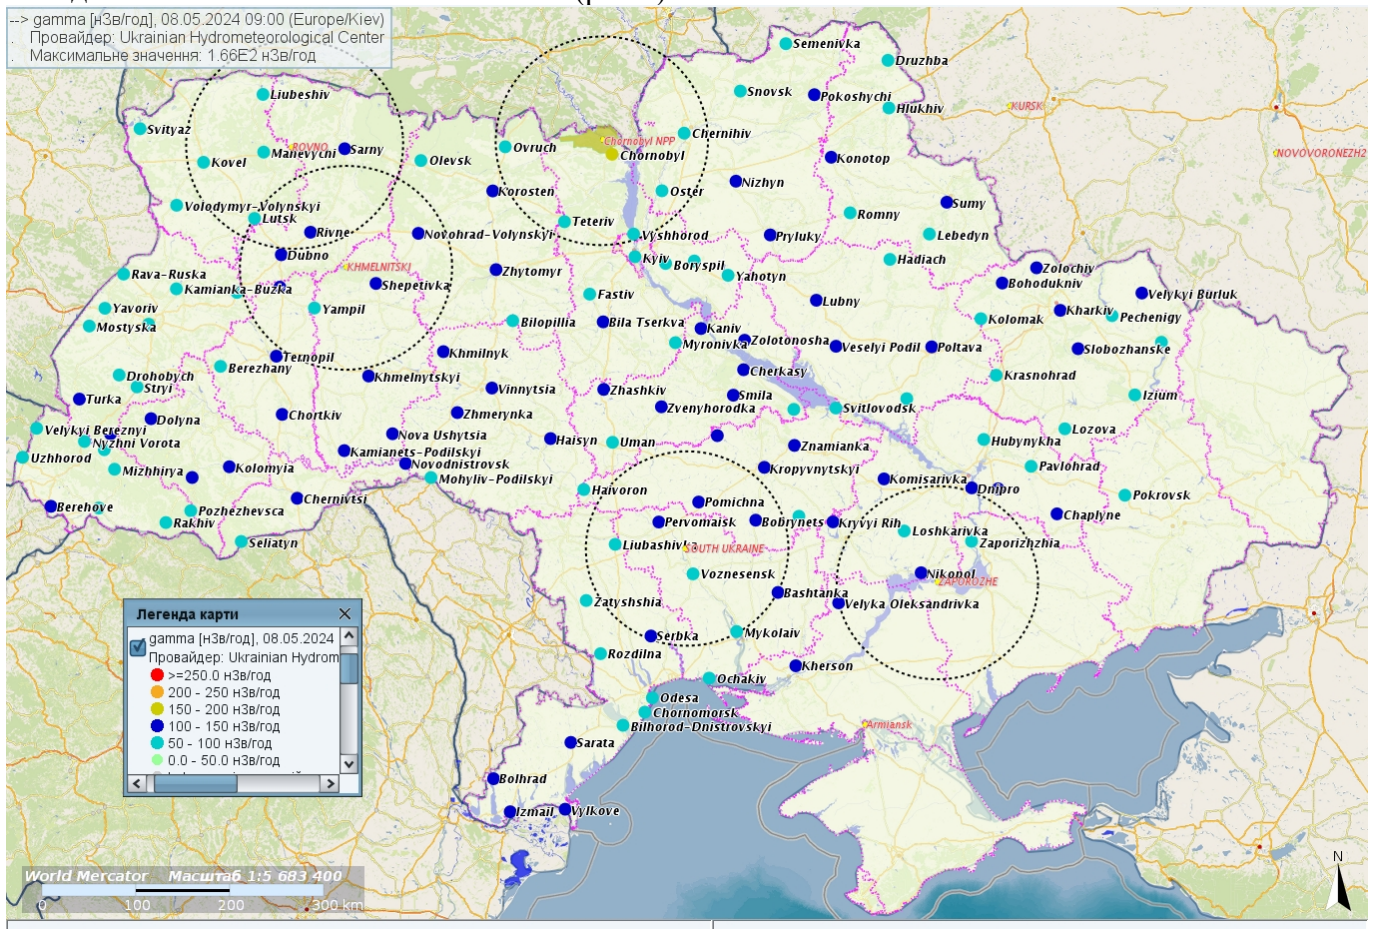 --> gamma [нЗв/год], 08.05.2024 09:00 (Europe/Kiev)
. Провайдер: Ukrainian Hydrometeorological Center
. Максимальне значення: 1.66E2 нЗв/год
Semenivka
Druzhba
Liubeshiv
Snovsk
Pokoshychi
Hlukhiv
KURSK
Svityaz
Chernihiv
Chornobyl NPP
ROVNO
Manevychi
Sarny
Ovruch
Chornobyl
Konotop
NOVOVORONEZH2
Kovel
Olevsk
Korosten
Oster
Nizhyn
Volodymyr-Volynskyi
Lutsk
Teteriv
Romny
Sumy
Rivne
Novohrad-Volynskyi
Vyshhorod
Pryluky
Lebedyn
Dubno
KHMELNITSKI
Kyiv
Boryspil
Hadiach
Rava-Ruska
Zhytomyr
Yahotyn
Zolochiv
Kamianka-Buzka
Shepetivka
Bohodukniv
Fastiv
Velykyi Burluk
Yavoriv
Yampil
Lubny
Kharkiv
Mostyska
Bilopillia
Bila Tserkva
Kaniv
Kolomak
Pechenigy
Myronivka
Zolotonosha
Veselyi Podil
Poltava
Slobozhanske
Ternopil
Khmilnyk
Berezhany
Cherkasy
Drohobych
Khmelnytskyi
Krasnohrad
Stryi
Vinnytsia
Zhashkiv
Smila
Izium
Turka
Zvenyhorodka
Svitlovodsk
Dolyna
Chortkiv
Zhmerynka
Velykyi Bereznyi
Nova Ushytsia
Lozova
Nyzhni Vorota
Haisyn
Uman
Znamianka
Hubynykha
Kamianets-Podilskyi
Uzhhorod
Novodnistrovsk
Kropyvnytskyi
Pavlohrad
Mizhhirya
Kolomyia
Mohyliv-Podilskyi
Komisarivka
Haivoron
Dnipro
Pokrovsk
Chernivtsi
Pomichna
Berehove
Pozhezhevsca
Chaplyne
Rakhiv
Pervomaisk
Bobrynets
Kryvyi Rih
Loshkarivka
Seliatyn
Liubashivka
SOUTH UKRAINE
Zaporizhzhia
Voznesensk
Nikopol
ZAPOROZHE
Bashtanka
Zatyshshia
Velyka Oleksandrivka
Serbka
Mykolaiv
Rozdilna
Kherson
Ochakiv
Odesa
Chornomorsk
Bilhorod-Dnistrovskyi
Armiansk
Sarata
Bolhrad
Izmail
Vylkove
Легенда карти
gamma [нЗв/год], 08.05.2024
Провайдер: Ukrainian Hydrom
>=250.0 нЗв/год
200 - 250 нЗв/год
150 - 200 нЗв/год
100 - 150 нЗв/год
50 - 100 нЗв/год
0.0 - 50.0 нЗв/год
World Mercator Масштаб 1:5 683 400
0 100 200 300 km
N